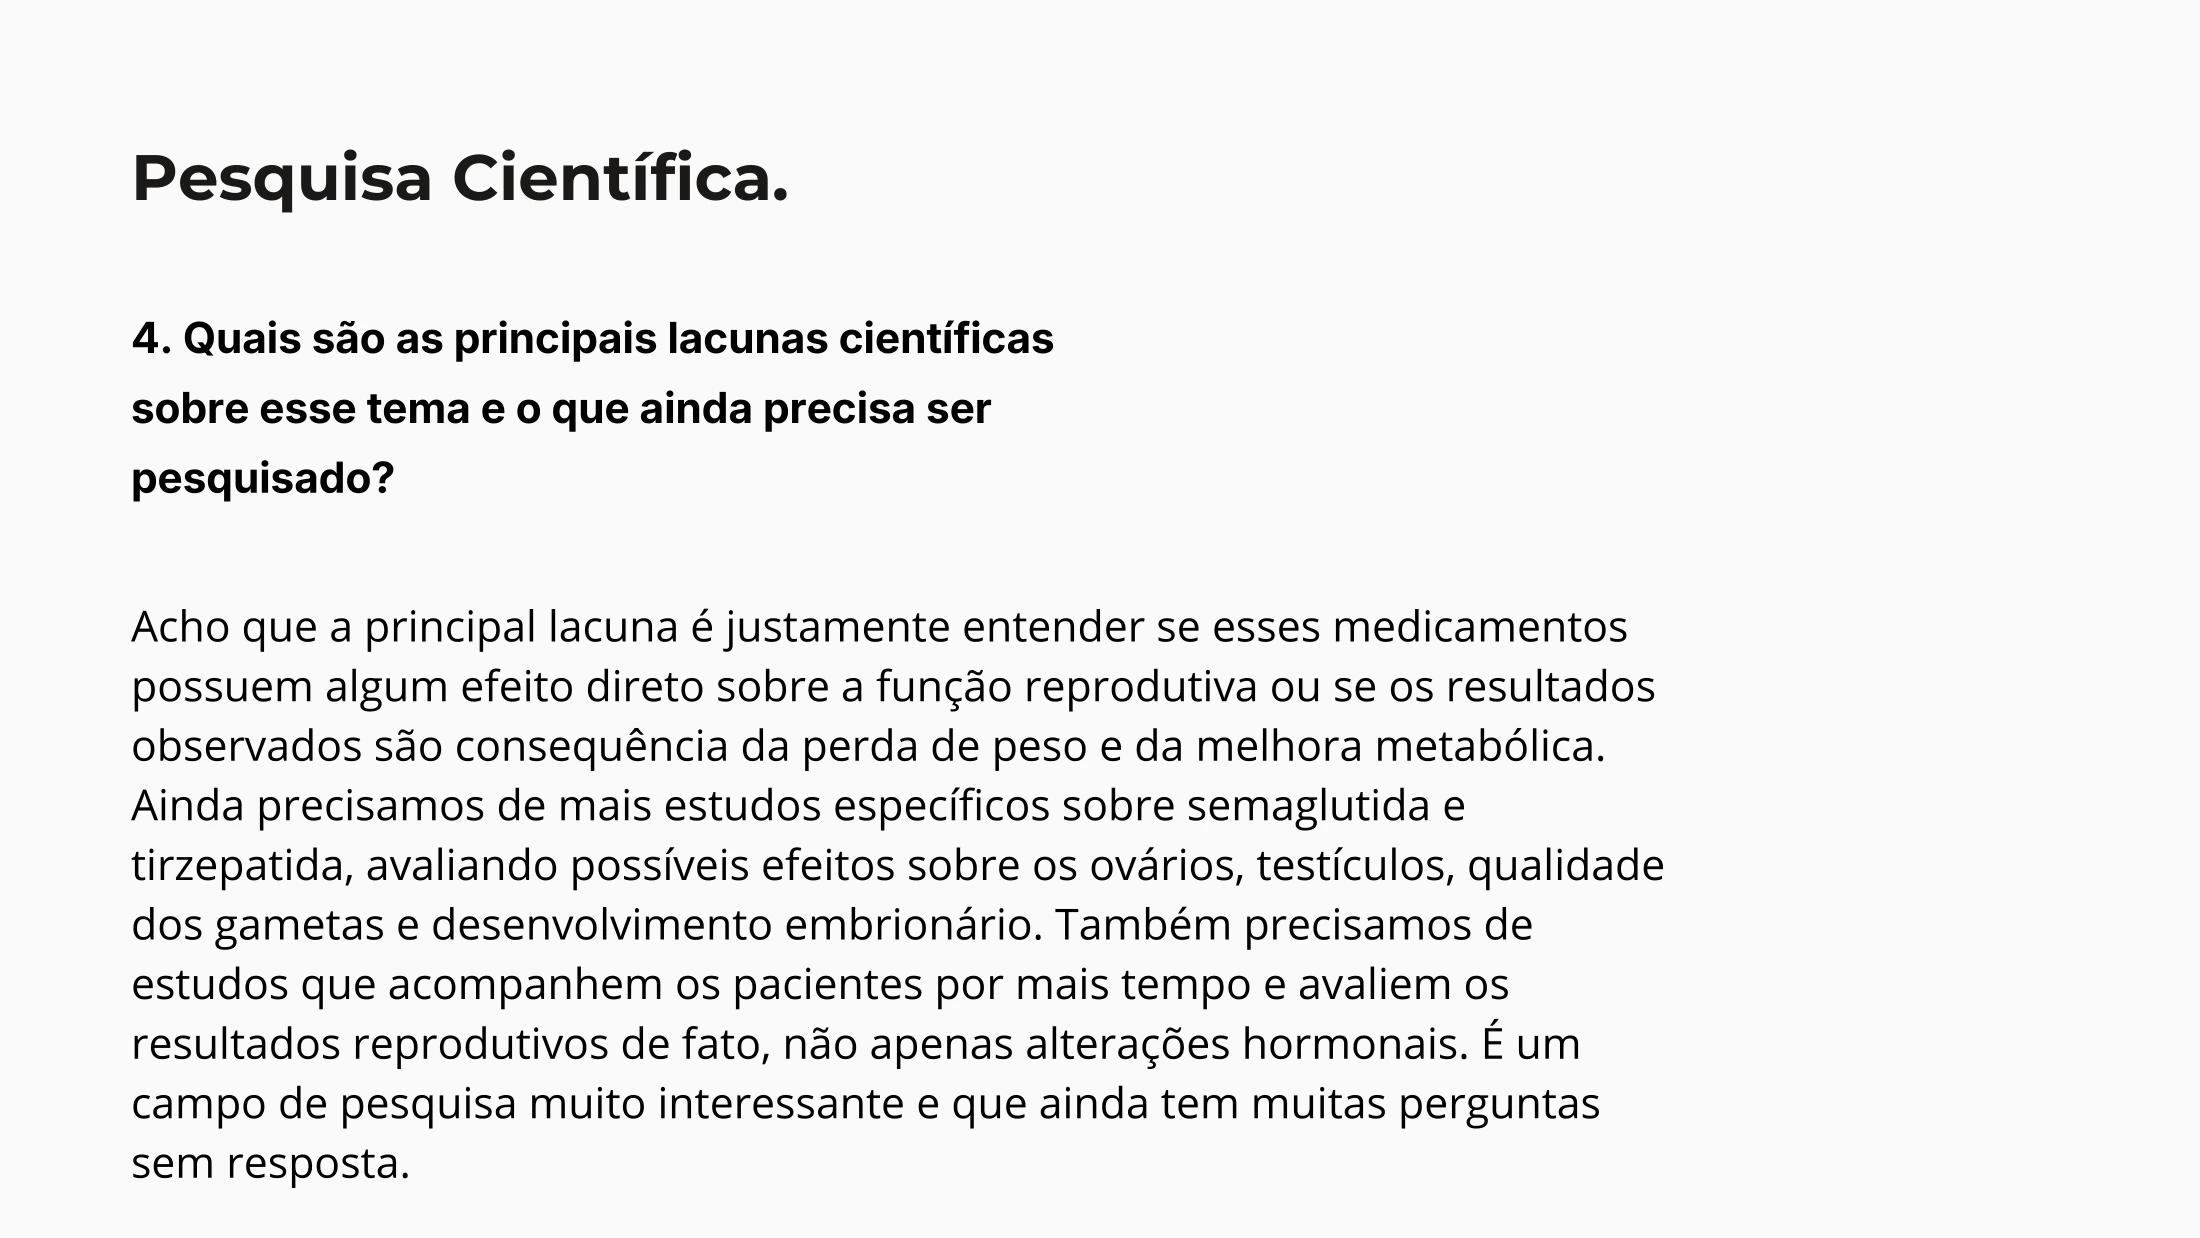 Pesquisa Científica.
4. Quais são as principais lacunas científicas
sobre esse tema e o que ainda precisa ser
pesquisado?
Acho que a principal lacuna é justamente entender se esses medicamentos
possuem algum efeito direto sobre a função reprodutiva ou se os resultados
observados são consequência da perda de peso e da melhora metabólica.
Ainda precisamos de mais estudos específicos sobre semaglutida e
tirzepatida, avaliando possíveis efeitos sobre os ovários, testículos, qualidade
dos gametas e desenvolvimento embrionário. Também precisamos de
estudos que acompanhem os pacientes por mais tempo e avaliem os
resultados reprodutivos de fato, não apenas alterações hormonais. É um
campo de pesquisa muito interessante e que ainda tem muitas perguntas
sem resposta.